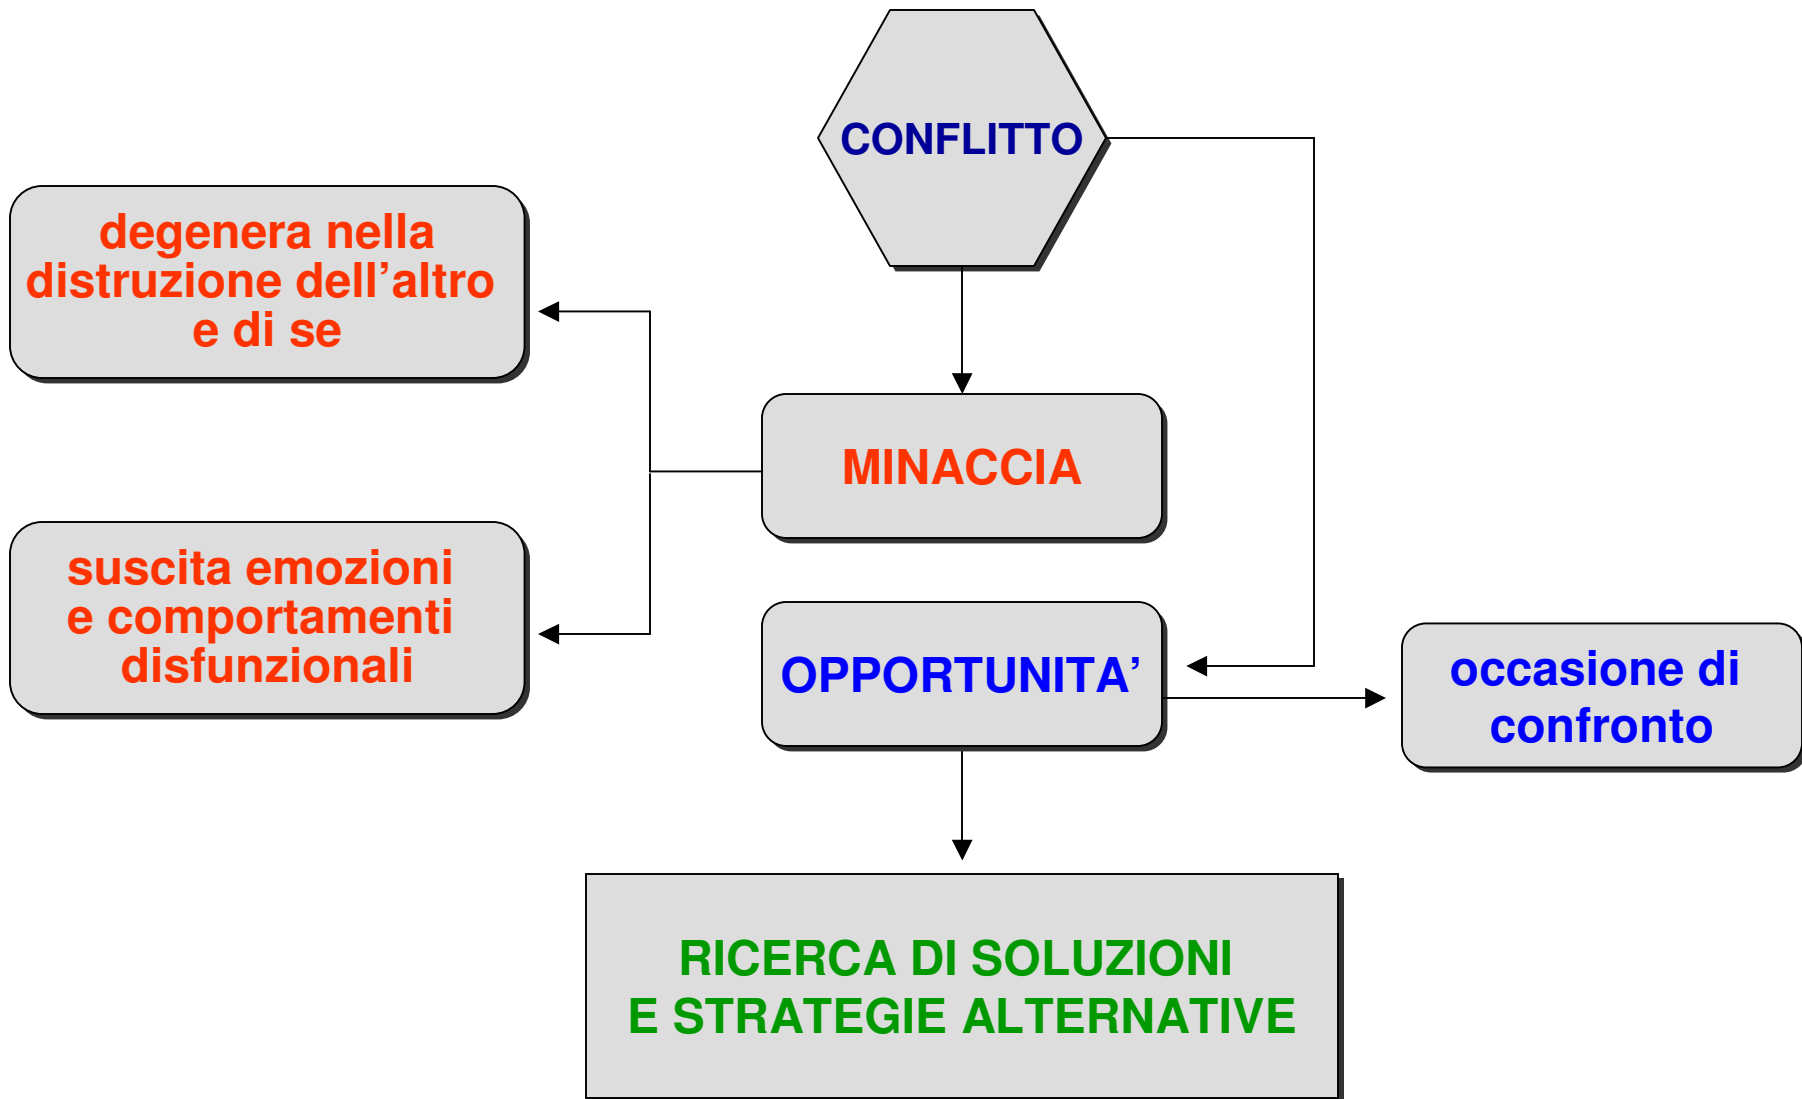 CONFLITTO
degenera nella
distruzione dell’altro
e di se
MINACCIA
suscita emozioni
e comportamenti
disfunzionali
OPPORTUNITA’
occasione di
confronto
RICERCA DI SOLUZIONI
E STRATEGIE ALTERNATIVE